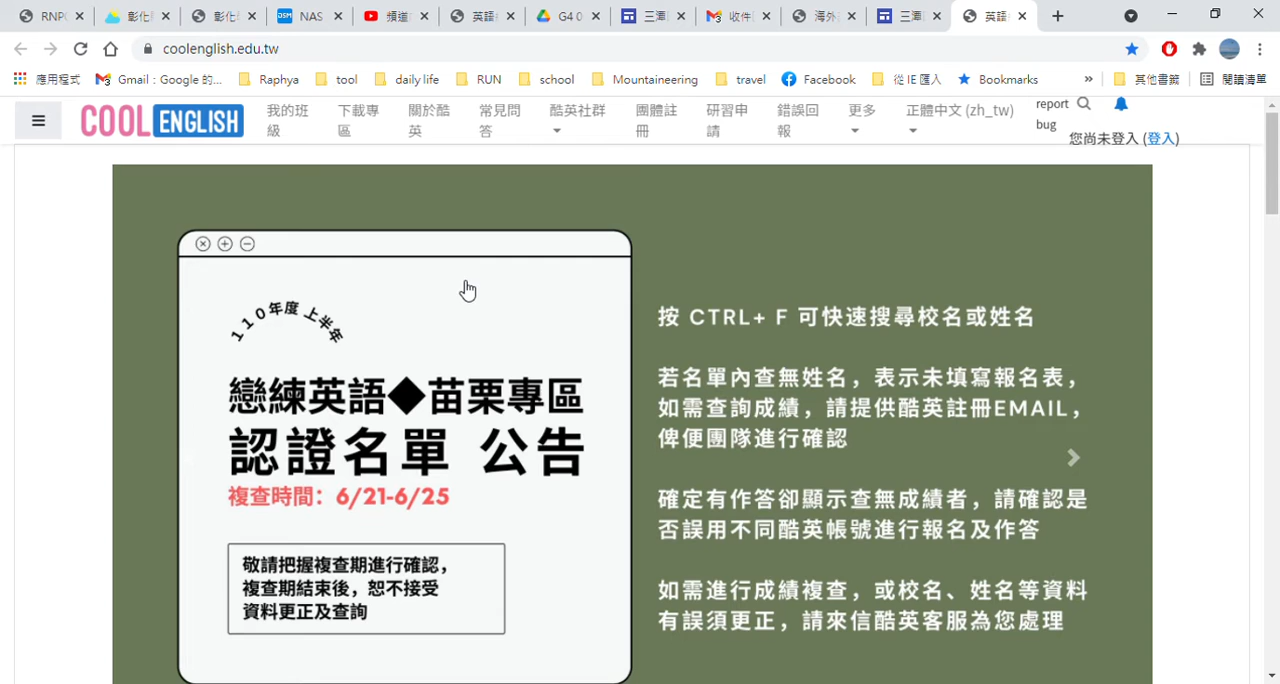 RNPC
彰化
彰化
DSM NAS
頻道
英語
G4 0
三潭
收件
海外
三潭
英語
coolenglish.edu.tw
應用程式
Gmail：Google 的...
Raphya
tool
daily life
RUN
school
Mountaineering
travel
Facebook
從 IE 匯入
Bookmarks
»
其他書籤
閱讀清單
COOL ENGLISH
我的班級
下載專區
關於酷英
常見問答
酷英社群
團體註冊
研習申請
錯誤回報
更多
正體中文 (zh_tw)
report bug
您尚未登入 (登入)
110年度 上半年
戀練英語◆苗栗專區
認證名單 公告
複查時間：6/21-6/25
敬請把握複查期進行確認，
複查期結束後，恕不接受
資料更正及查詢
按 CTRL+ F 可快速搜尋校名或姓名
若名單內查無姓名，表示未填寫報名表，
如需查詢成績，請提供酷英註冊EMAIL，
俾便團隊進行確認
確定有作答卻顯示查無成績者，請確認是
否誤用不同酷英帳號進行報名及作答
如需進行成績複查，或校名、姓名等資料
有誤須更正，請來信酷英客服為您處理